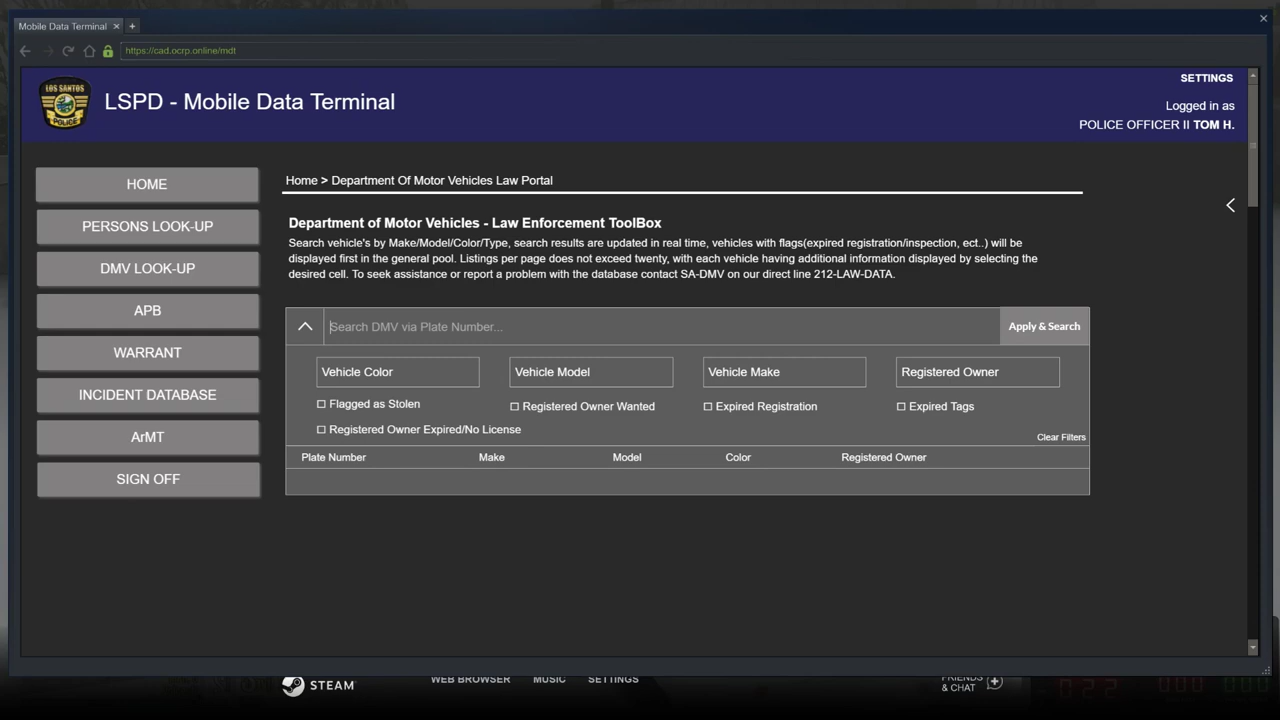 Mobile Data Terminal
https://cad.ocrp.online/mdt
SETTINGS
LOS SANTOS
POLICE
LSPD - Mobile Data Terminal
Logged in as
POLICE OFFICER II TOM H.
HOME
PERSONS LOOK-UP
DMV LOOK-UP
APB
WARRANT
INCIDENT DATABASE
ArMT
SIGN OFF
Home > Department Of Motor Vehicles Law Portal
Department of Motor Vehicles - Law Enforcement ToolBox
Search vehicle's by Make/Model/Color/Type, search results are updated in real time, vehicles with flags(expired registration/inspection, ect..) will be
displayed first in the general pool. Listings per page does not exceed twenty, with each vehicle having additional information displayed by selecting the
desired cell. To seek assistance or report a problem with the database contact SA-DMV on our direct line 212-LAW-DATA.
Search DMV via Plate Number...
Apply & Search
Vehicle Color
Vehicle Model
Vehicle Make
Registered Owner
Flagged as Stolen
Registered Owner Wanted
Expired Registration
Expired Tags
Registered Owner Expired/No License
Clear Filters
Plate Number Make Model Color Registered Owner
STEAM
WEB BROWSER
MUSIC
SETTINGS
FRIENDS
& CHAT
022 000 000